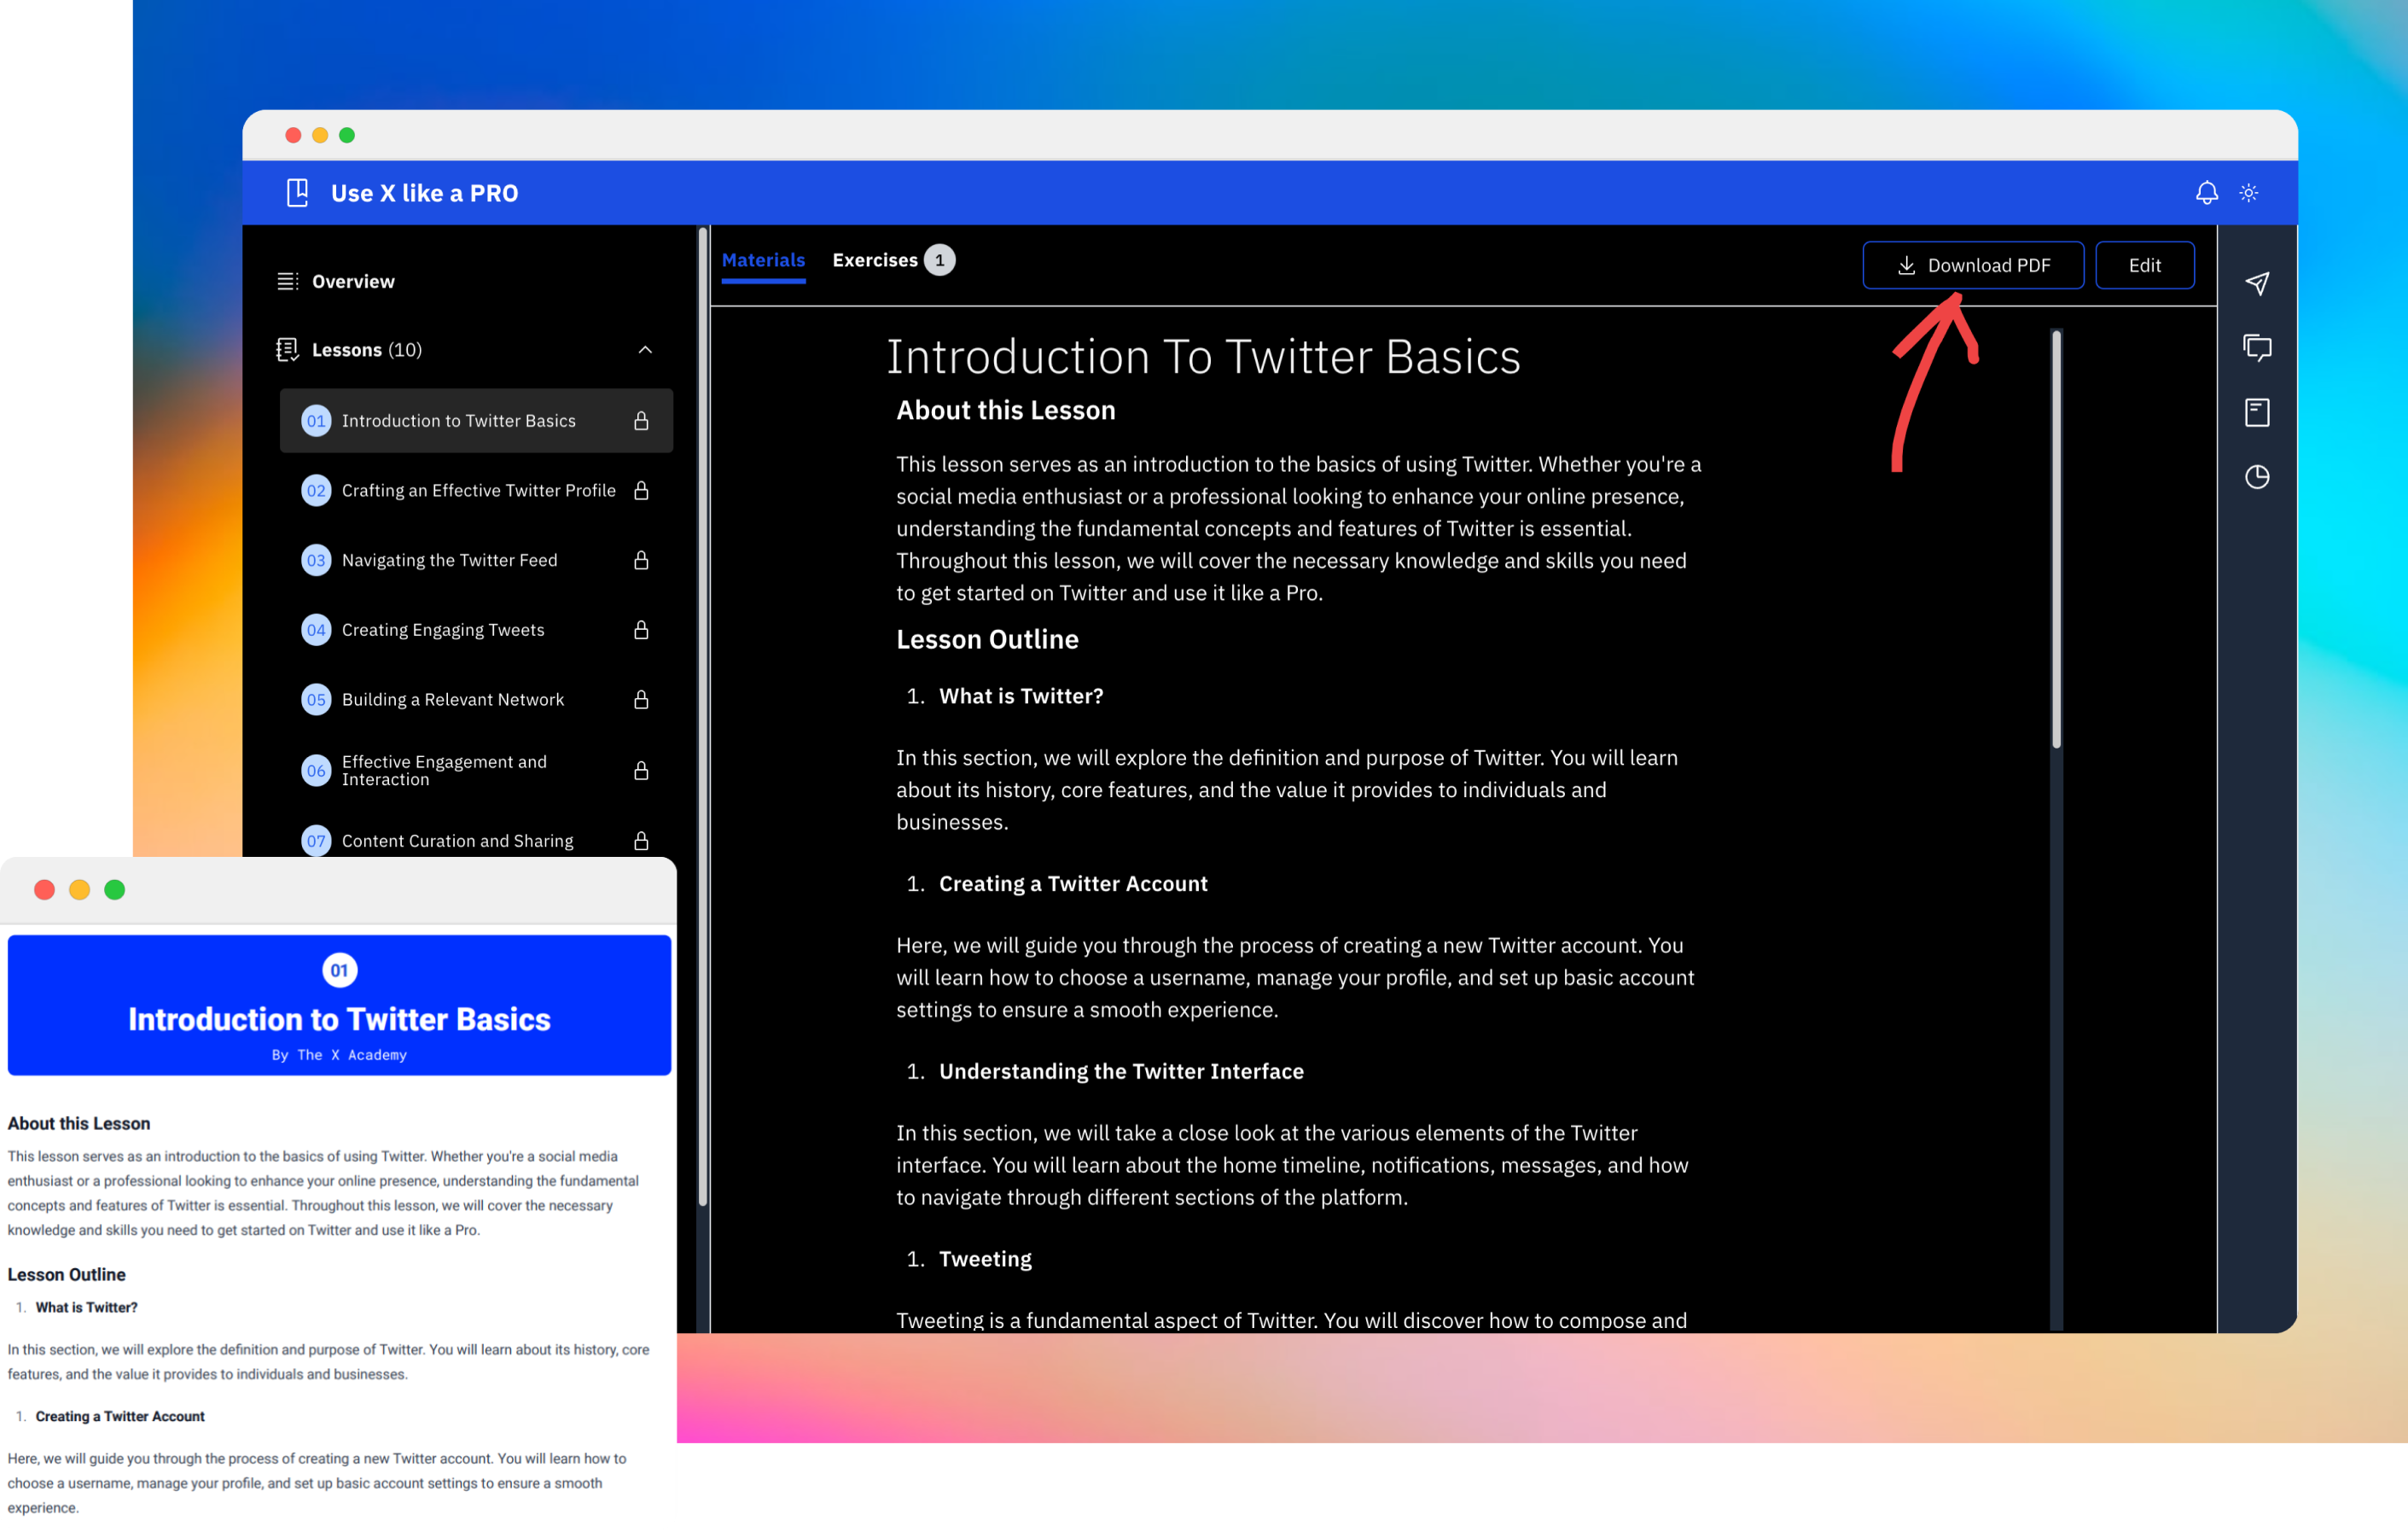 Use X like a PRO
Overview
Lessons (10)
01 Introduction to Twitter Basics
02 Crafting an Effective Twitter Profile
03 Navigating the Twitter Feed
04 Creating Engaging Tweets
05 Building a Relevant Network
06 Effective Engagement and
Interaction
07 Content Curation and Sharing
Materials Exercises 1
Download PDF Edit
Introduction To Twitter Basics
About this Lesson
This lesson serves as an introduction to the basics of using Twitter. Whether you're a
social media enthusiast or a professional looking to enhance your online presence,
understanding the fundamental concepts and features of Twitter is essential.
Throughout this lesson, we will cover the necessary knowledge and skills you need
to get started on Twitter and use it like a Pro.
Lesson Outline
1. What is Twitter?
In this section, we will explore the definition and purpose of Twitter. You will learn
about its history, core features, and the value it provides to individuals and
businesses.
1. Creating a Twitter Account
Here, we will guide you through the process of creating a new Twitter account. You
will learn how to choose a username, manage your profile, and set up basic account
settings to ensure a smooth experience.
1. Understanding the Twitter Interface
In this section, we will take a close look at the various elements of the Twitter
interface. You will learn about the home timeline, notifications, messages, and how
to navigate through different sections of the platform.
1. Tweeting
Tweeting is a fundamental aspect of Twitter. You will discover how to compose and
01
Introduction to Twitter Basics
By The X Academy
About this Lesson
This lesson serves as an introduction to the basics of using Twitter. Whether you're a social media
enthusiast or a professional looking to enhance your online presence, understanding the fundamental
concepts and features of Twitter is essential. Throughout this lesson, we will cover the necessary
knowledge and skills you need to get started on Twitter and use it like a Pro.
Lesson Outline
1. What is Twitter?
In this section, we will explore the definition and purpose of Twitter. You will learn about its history, core
features, and the value it provides to individuals and businesses.
1. Creating a Twitter Account
Here, we will guide you through the process of creating a new Twitter account. You will learn how to
choose a username, manage your profile, and set up basic account settings to ensure a smooth
experience.